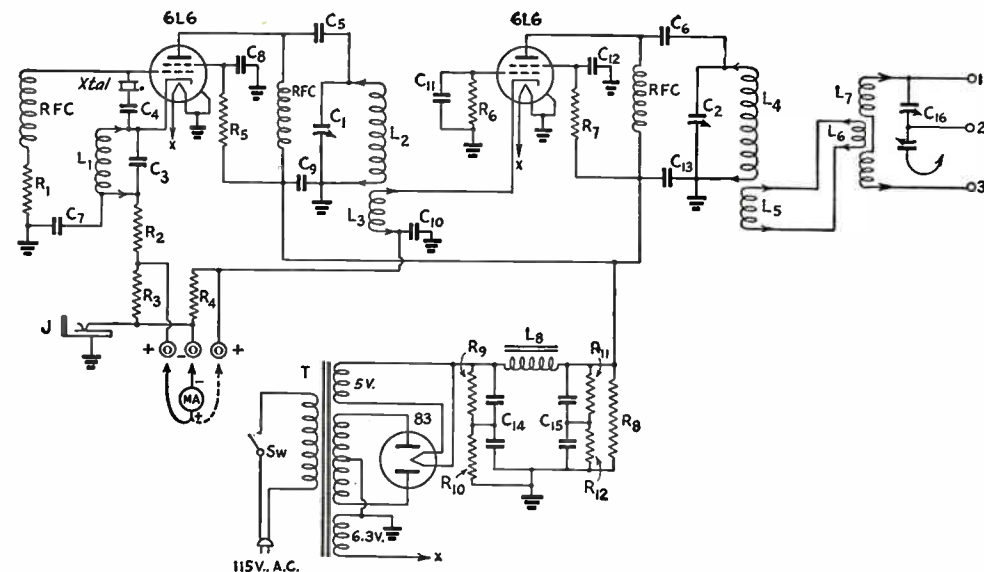 6L6
6L6
C5
C6
C8
C12
Xtal
RFC
C4
R5
RFC
C1
L2
C11
R6
R7
RFC
C2
L4
L7
C16
1
L6
2
L1
C3
R1
C9
C13
3
C7
L3
C10
L5
R2
R3
R4
J
+
-
+
-
MA
+
T
5V.
R9
L8
R11
83
C14
C15
R8
Sw
R10
R12
6.3V.
115V., A.C.
X
X
X